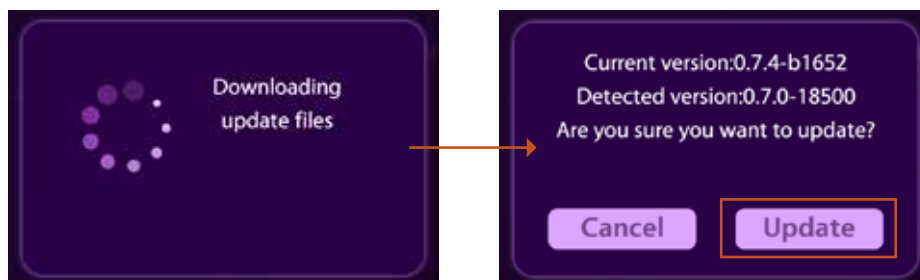 Downloading
update files
Current version:0.7.4-b1652
Detected version:0.7.0-18500
Are you sure you want to update?
Cancel
Update